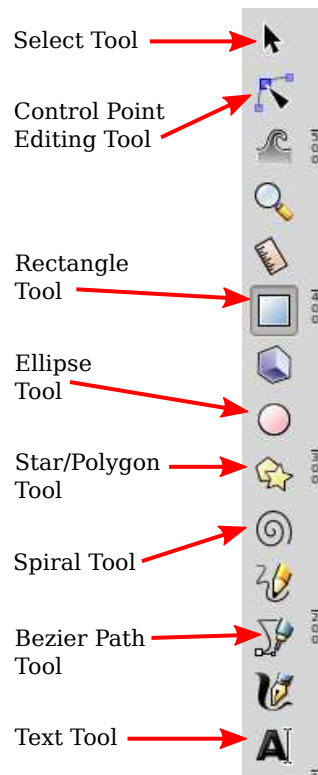 Select Tool
Control Point
Editing Tool
Rectangle
Tool
Ellipse
Tool
Star/Polygon
Tool
Spiral Tool
Bezier Path
Tool
Text Tool